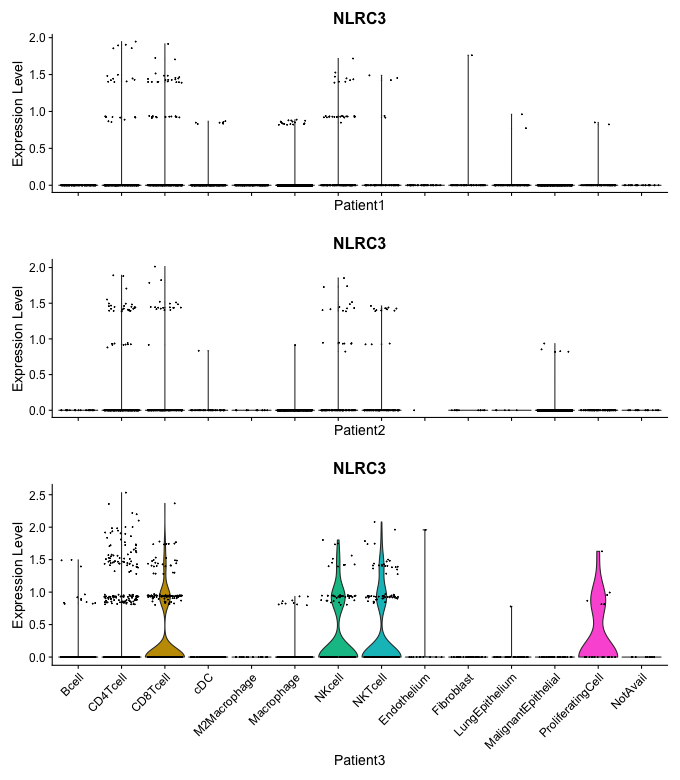 NLRC3
Expression Level
2.0
1.5
1.0
0.5
0.0
Patient1
NLRC3
Expression Level
2.0
1.5
1.0
0.5
0.0
Patient2
NLRC3
Expression Level
2.5
2.0
1.5
1.0
0.5
0.0
Bcell
CD4Tcell
CD8Tcell
cDC
M2Macrophage
Macrophage
NKcell
NKTcell
Endothelium
Fibroblast
LungEpithelium
MalignantEpithelial
ProliferatingCell
NotAvail
Patient3